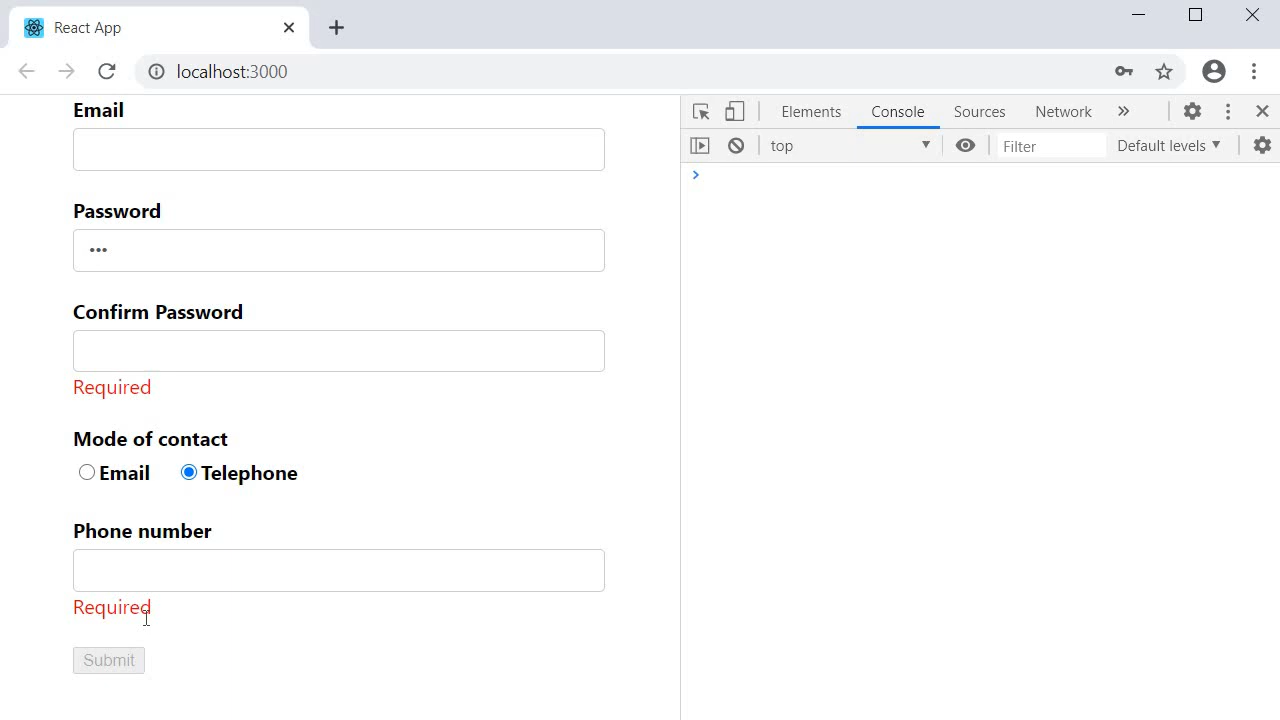 React App
localhost:3000
Elements Console Sources Network
top Filter Default levels
Email
Password
•••
Confirm Password
Required
Mode of contact
Email Telephone
Phone number
Required
Submit